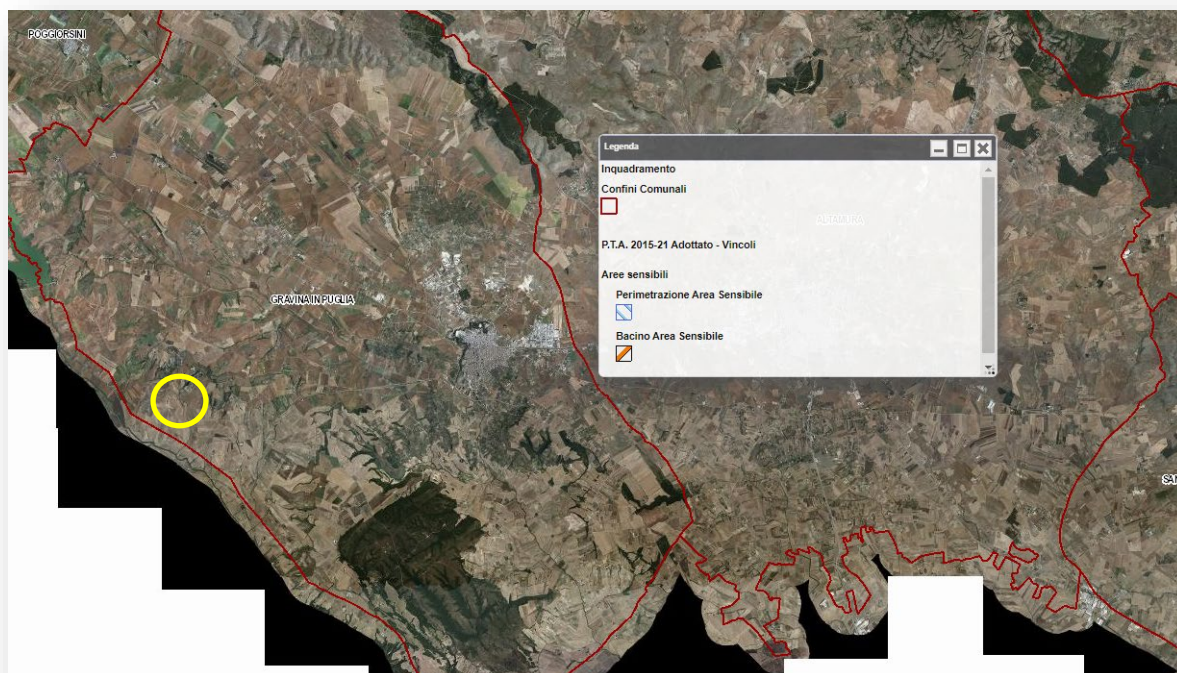 POGGIORSINI
Legenda
Inquadramento
Confini Comunali
ALTAMURA
P.T.A. 2015-21 Adottato - Vincoli
Aree sensibili
Perimetrazione Area Sensibile
GRAVINA IN PUGLIA
Bacino Area Sensibile
SAN